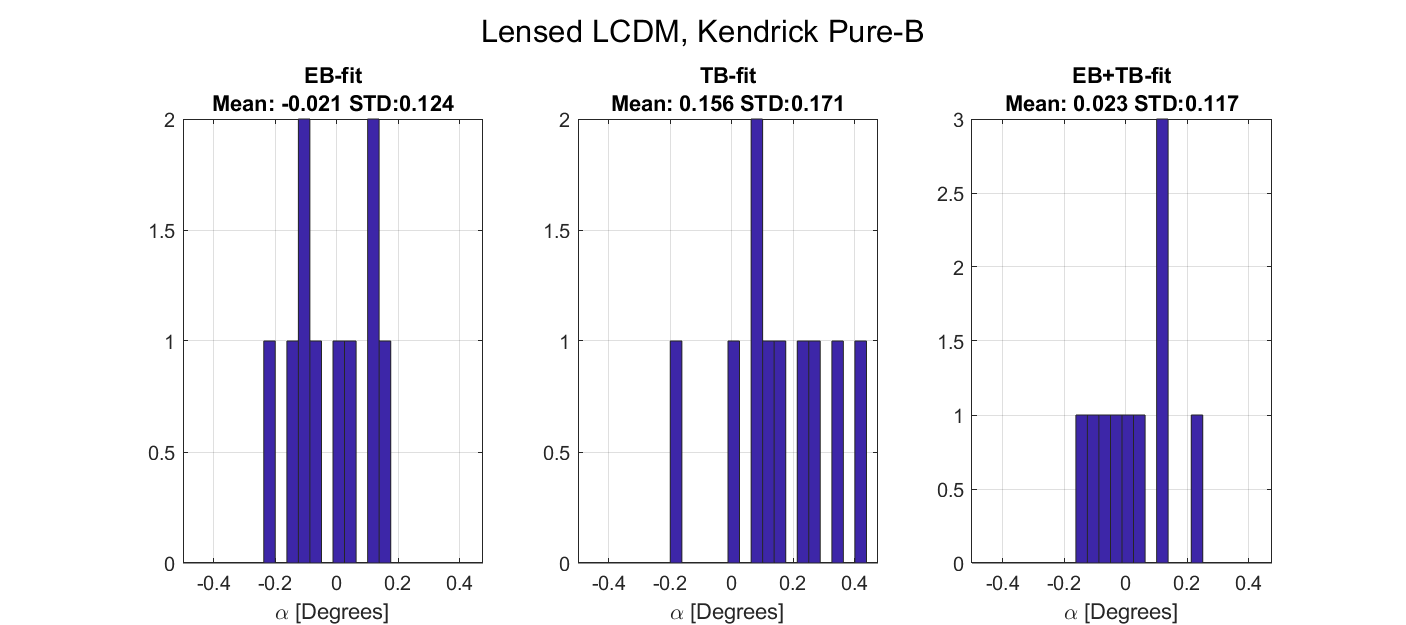 Lensed LCDM, Kendrick Pure-B
EB-fit
Mean: -0.021 STD:0.124
2
1.5
1
0.5
0
-0.4 -0.2 0 0.2 0.4
α [Degrees]
TB-fit
Mean: 0.156 STD:0.171
2
1.5
1
0.5
0
-0.4 -0.2 0 0.2 0.4
α [Degrees]
EB+TB-fit
Mean: 0.023 STD:0.117
3
2.5
2
1.5
1
0.5
0
-0.4 -0.2 0 0.2 0.4
α [Degrees]